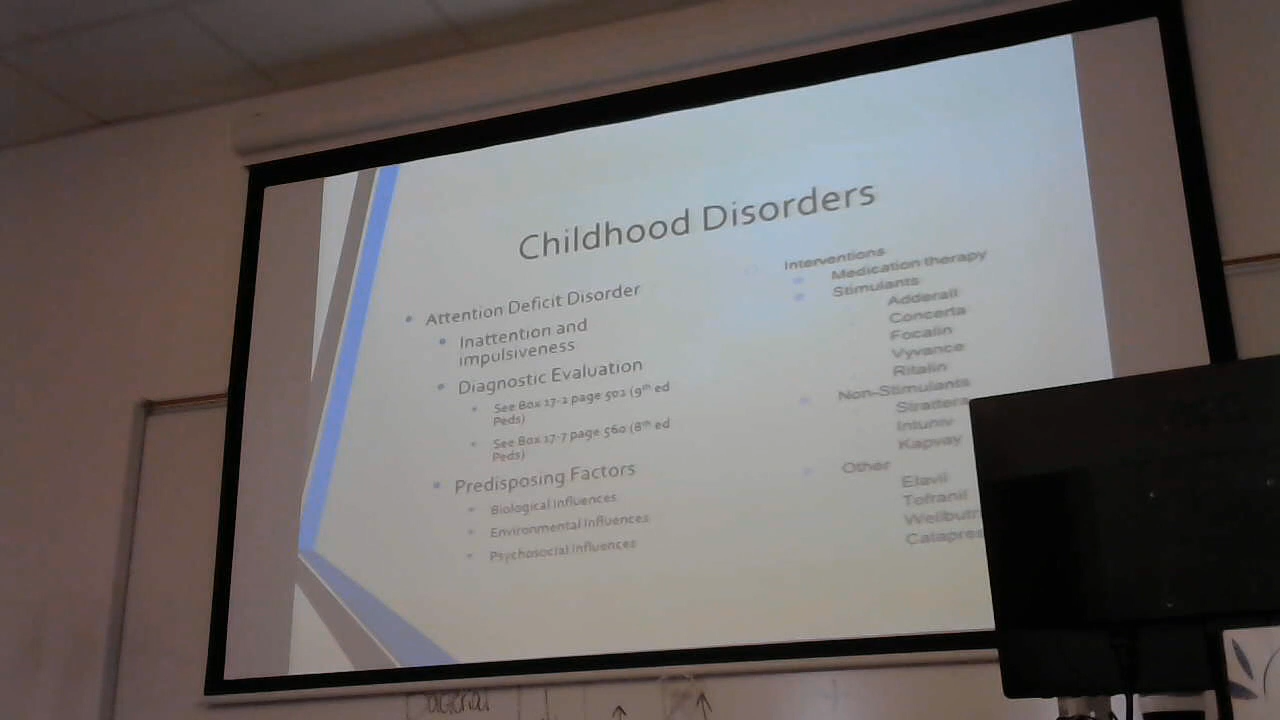 Childhood Disorders
Attention Deficit Disorder
Inattention and
impulsiveness
Diagnostic Evaluation
See Box 17-2 page 502 (9th ed
Peds)
See Box 17-7 page 560 (8th ed
Peds)
Predisposing Factors
Biological Influences
Environmental Influences
Psychosocial Influences
Interventions
Medication therapy
Stimulants
Adderall
Concerta
Focalin
Vyvance
Ritalin
Non-Stimulants
Strattera
Intuniv
Kapvay
Other
Elavil
Tofranil
Wellbutr
Catapres